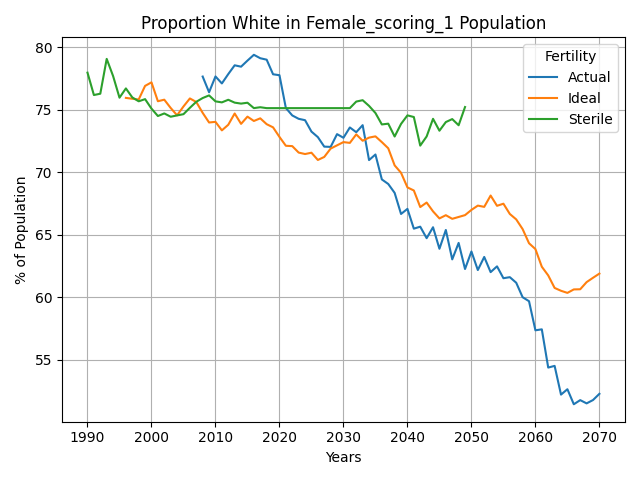 Proportion White in Female_scoring_1 Population
% of Population
80
75
70
65
60
55
Fertility
Actual
Ideal
Sterile
1990 2000 2010 2020 2030 2040 2050 2060 2070
Years